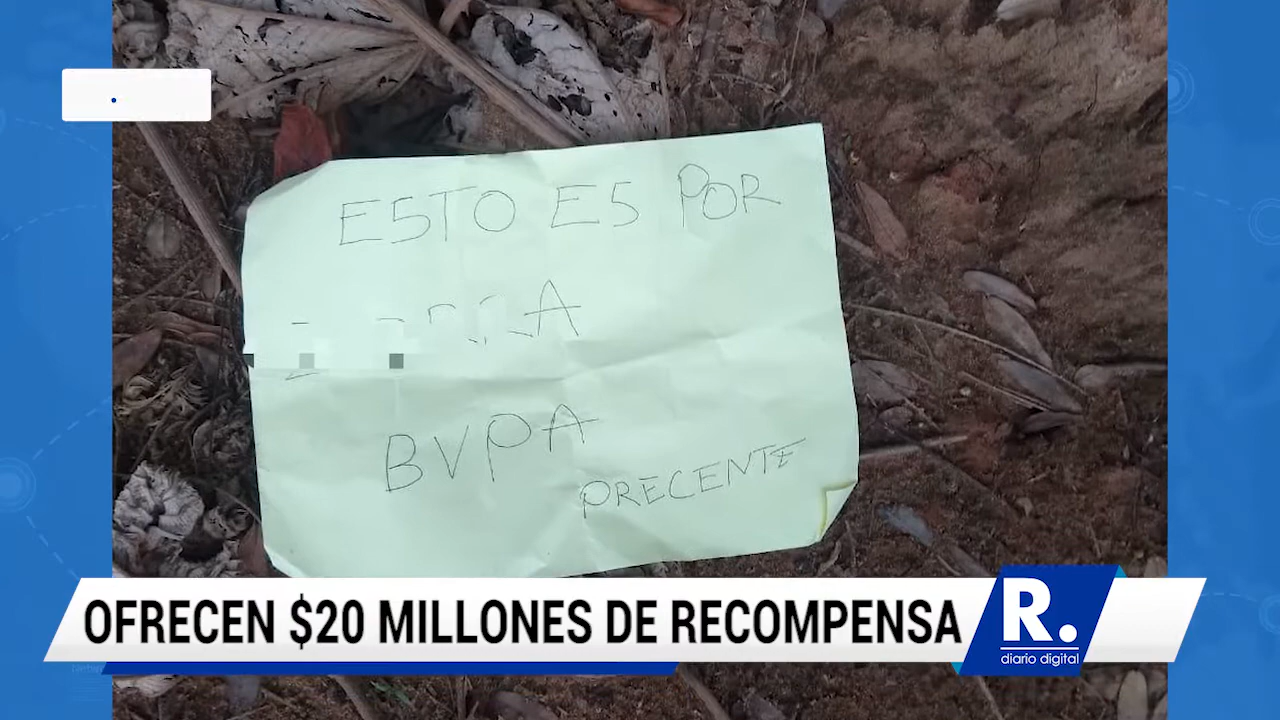 ESTO ES POR
BVPA
PRECENTE
OFRECEN $20 MILLONES DE RECOMPENSA
R.
diario digital